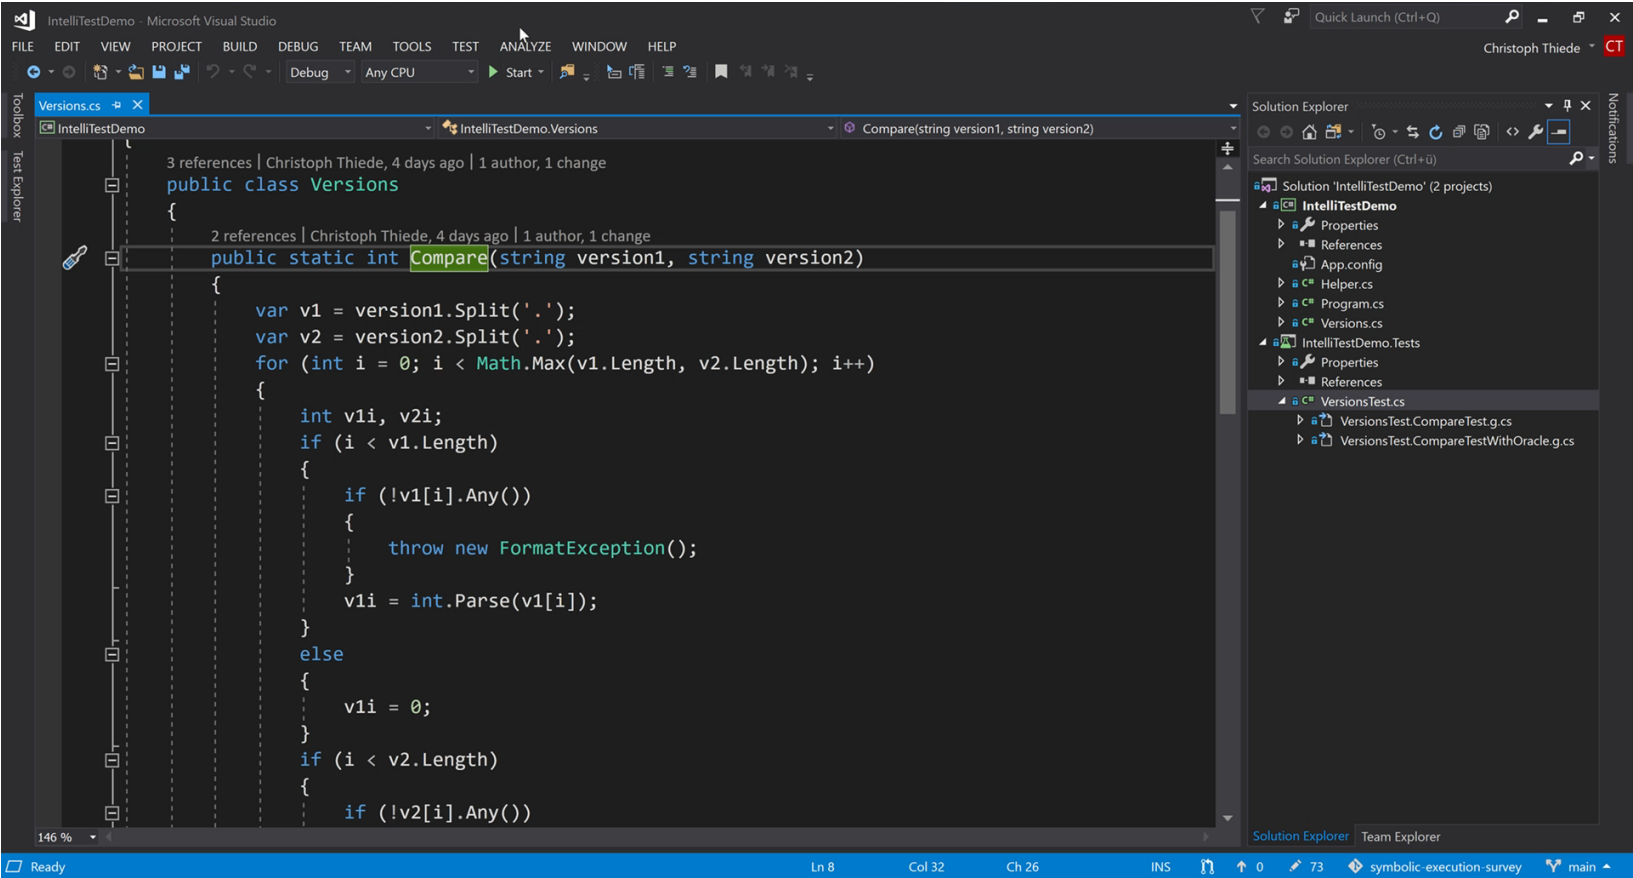 IntelliTestDemo - Microsoft Visual Studio
Quick Launch (Ctrl+Q)
FILE EDIT VIEW PROJECT BUILD DEBUG TEAM TOOLS TEST ANALYZE WINDOW HELP
Christoph Thiede CT
Debug Any CPU Start
Toolbox
Test Explorer
Versions.cs
IntelliTestDemo IntelliTestDemo.Versions Compare(string version1, string version2)
{
3 references | Christoph Thiede, 4 days ago | 1 author, 1 change
public class Versions
{
2 references | Christoph Thiede, 4 days ago | 1 author, 1 change
public static int Compare(string version1, string version2)
{
var v1 = version1.Split('.');
var v2 = version2.Split('.');
for (int i = 0; i < Math.Max(v1.Length, v2.Length); i++)
{
int v1i, v2i;
if (i < v1.Length)
{
if (!v1[i].Any())
{
throw new FormatException();
}
v1i = int.Parse(v1[i]);
}
else
{
v1i = 0;
}
if (i < v2.Length)
{
if (!v2[i].Any())
146 %
Solution Explorer
Search Solution Explorer (Ctrl+ü)
Solution 'IntelliTestDemo' (2 projects)
C# IntelliTestDemo
Properties
References
App.config
C# Helper.cs
C# Program.cs
C# Versions.cs
IntelliTestDemo.Tests
Properties
References
C# VersionsTest.cs
VersionsTest.CompareTest.g.cs
VersionsTest.CompareTestWithOracle.g.cs
Solution Explorer Team Explorer
Notifications
Ready Ln 8 Col 32 Ch 26 INS 0 73 symbolic-execution-survey main